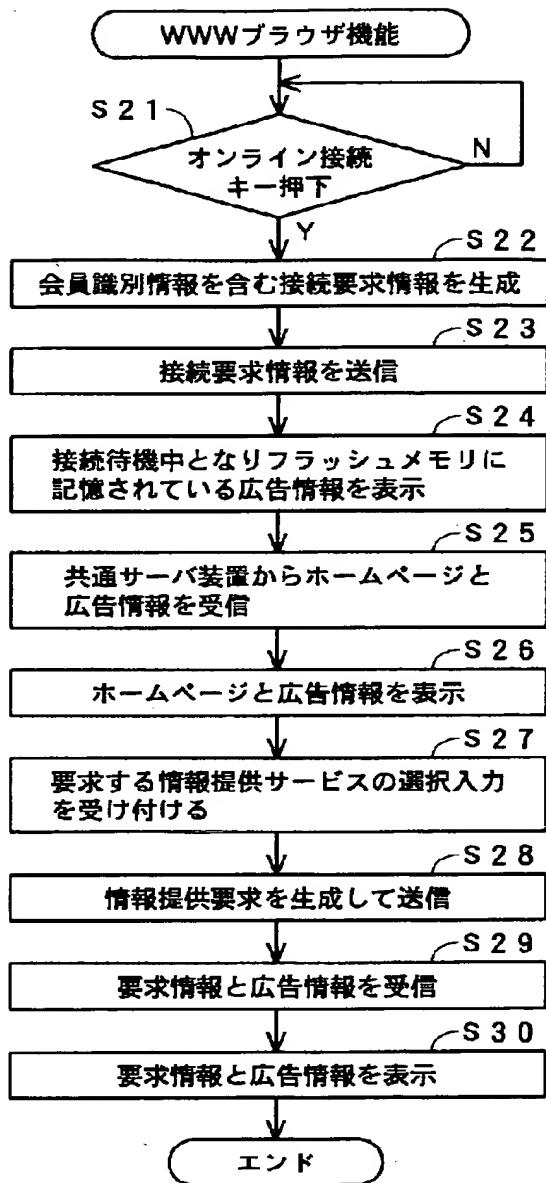 WWWブラウザ機能
S21
オンライン接続
キー押下
N
Y
S22
会員識別情報を含む接続要求情報を生成
S23
接続要求情報を送信
S24
接続待機中となりフラッシュメモリに
記憶されている広告情報を表示
S25
共通サーバ装置からホームページと
広告情報を受信
S26
ホームページと広告情報を表示
S27
要求する情報提供サービスの選択入力
を受け付ける
S28
情報提供要求を生成して送信
S29
要求情報と広告情報を受信
S30
要求情報と広告情報を表示
エンド